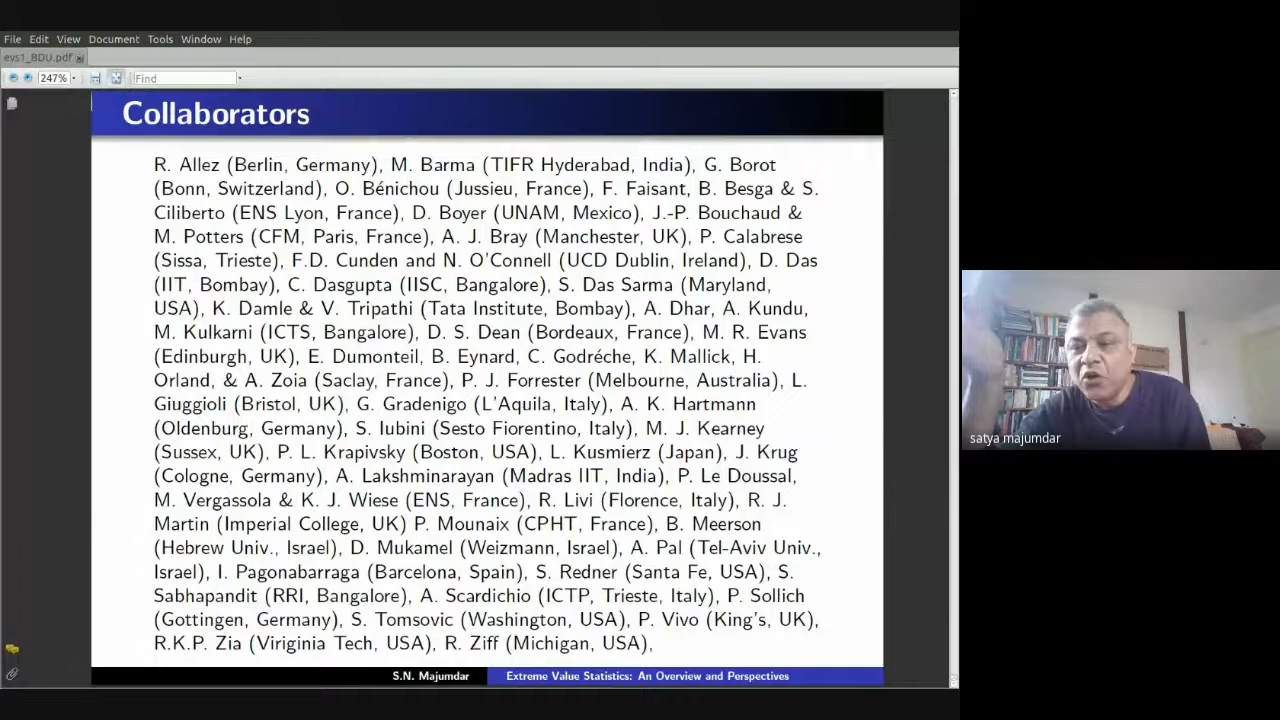 File Edit View Document Tools Window Help
evs1_BDU.pdf
247% Find
Collaborators
R. Allez (Berlin, Germany), M. Barma (TIFR Hyderabad, India), G. Borot
(Bonn, Switzerland), O. Bénichou (Jussieu, France), F. Faisant, B. Besga & S.
Ciliberto (ENS Lyon, France), D. Boyer (UNAM, Mexico), J.-P. Bouchaud &
M. Potters (CFM, Paris, France), A. J. Bray (Manchester, UK), P. Calabrese
(Sissa, Trieste), F.D. Cunden and N. O'Connell (UCD Dublin, Ireland), D. Das
(IIT, Bombay), C. Dasgupta (IISC, Bangalore), S. Das Sarma (Maryland,
USA), K. Damle & V. Tripathi (Tata Institute, Bombay), A. Dhar, A. Kundu,
M. Kulkarni (ICTS, Bangalore), D. S. Dean (Bordeaux, France), M. R. Evans
(Edinburgh, UK), E. Dumonteil, B. Eynard, C. Godréche, K. Mallick, H.
Orland, & A. Zoia (Saclay, France), P. J. Forrester (Melbourne, Australia), L.
Giuggioli (Bristol, UK), G. Gradenigo (L'Aquila, Italy), A. K. Hartmann
(Oldenburg, Germany), S. Iubini (Sesto Fiorentino, Italy), M. J. Kearney
(Sussex, UK), P. L. Krapivsky (Boston, USA), L. Kusmierz (Japan), J. Krug
(Cologne, Germany), A. Lakshminarayan (Madras IIT, India), P. Le Doussal,
M. Vergassola & K. J. Wiese (ENS, France), R. Livi (Florence, Italy), R. J.
Martin (Imperial College, UK) P. Mounaix (CPHT, France), B. Meerson
(Hebrew Univ., Israel), D. Mukamel (Weizmann, Israel), A. Pal (Tel-Aviv Univ.,
Israel), I. Pagonabarraga (Barcelona, Spain), S. Redner (Santa Fe, USA), S.
Sabhapandit (RRI, Bangalore), A. Scardichio (ICTP, Trieste, Italy), P. Sollich
(Gottingen, Germany), S. Tomsovic (Washington, USA), P. Vivo (King's, UK),
R.K.P. Zia (Viriginia Tech, USA), R. Ziff (Michigan, USA),
S.N. Majumdar Extreme Value Statistics: An Overview and Perspectives
satya majumdar